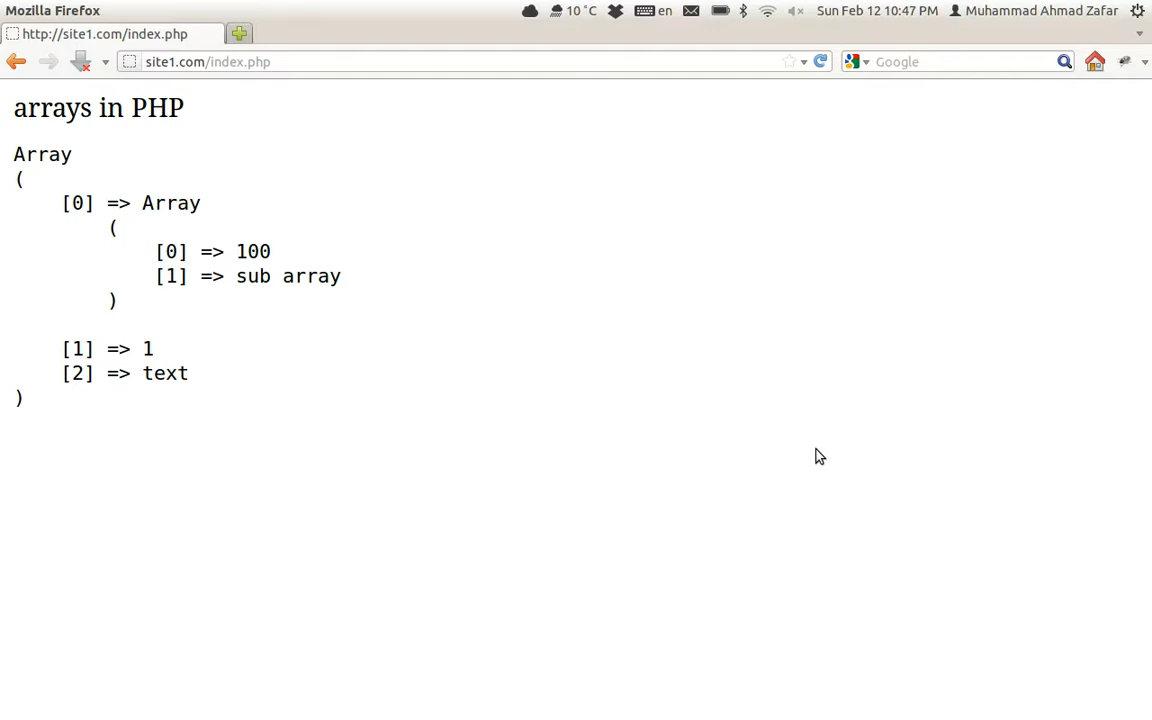 Mozilla Firefox
10 °C
en
Sun Feb 12 10:47 PM
Muhammad Ahmad Zafar
http://site1.com/index.php
site1.com/index.php
Google
arrays in PHP
Array
(
    [0] => Array
        (
            [0] => 100
            [1] => sub array
        )

    [1] => 1
    [2] => text
)